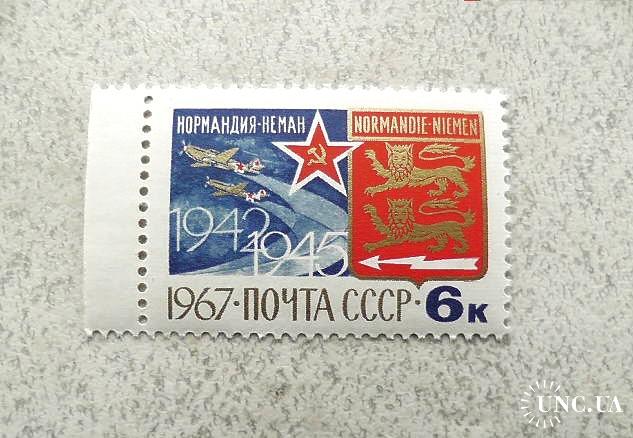 НОРМАНДИЯ-НЕМАН
NORMANDIE-NIEMEN
1942
1945
1967·ПОЧТА СССР·6к
UNC.UA